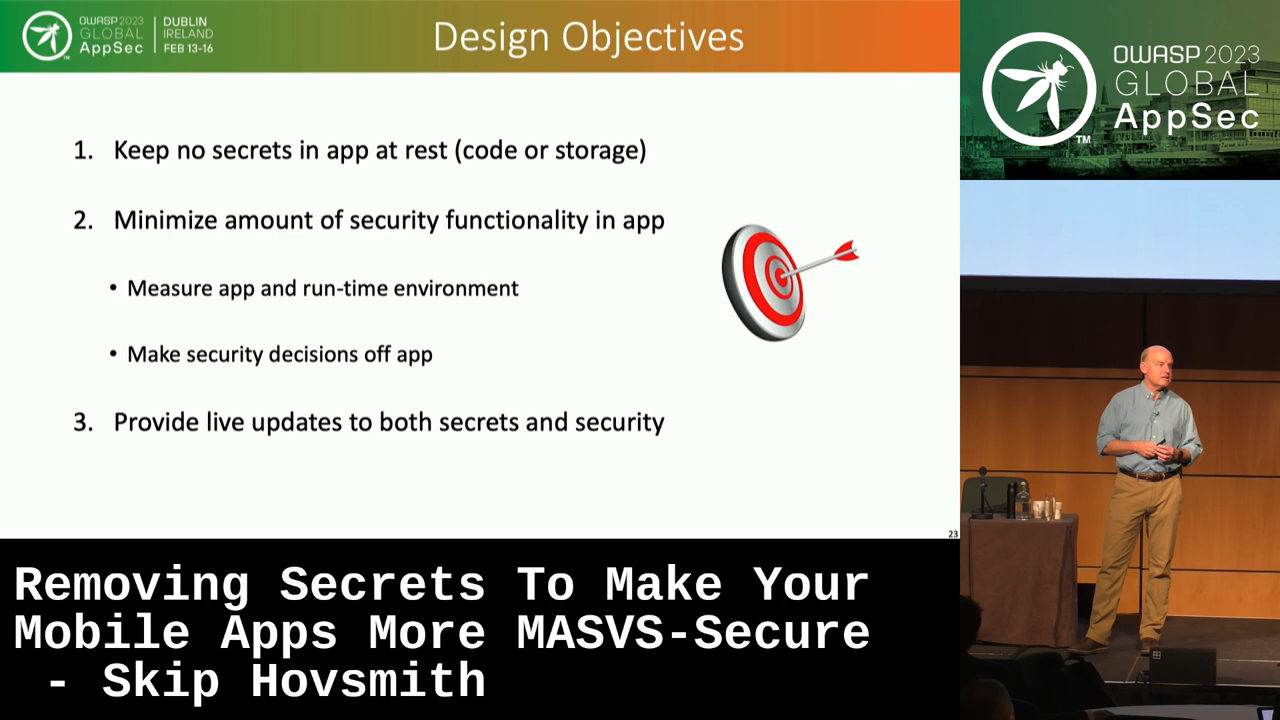 OWASP 2023
GLOBAL
AppSec
DUBLIN
IRELAND
FEB 13-16
TM
Design Objectives
1. Keep no secrets in app at rest (code or storage)
2. Minimize amount of security functionality in app
• Measure app and run-time environment
• Make security decisions off app
3. Provide live updates to both secrets and security
23
OWASP 2023
GLOBAL
AppSec
TM
Removing Secrets To Make Your
Mobile Apps More MASVS-Secure
- Skip Hovsmith